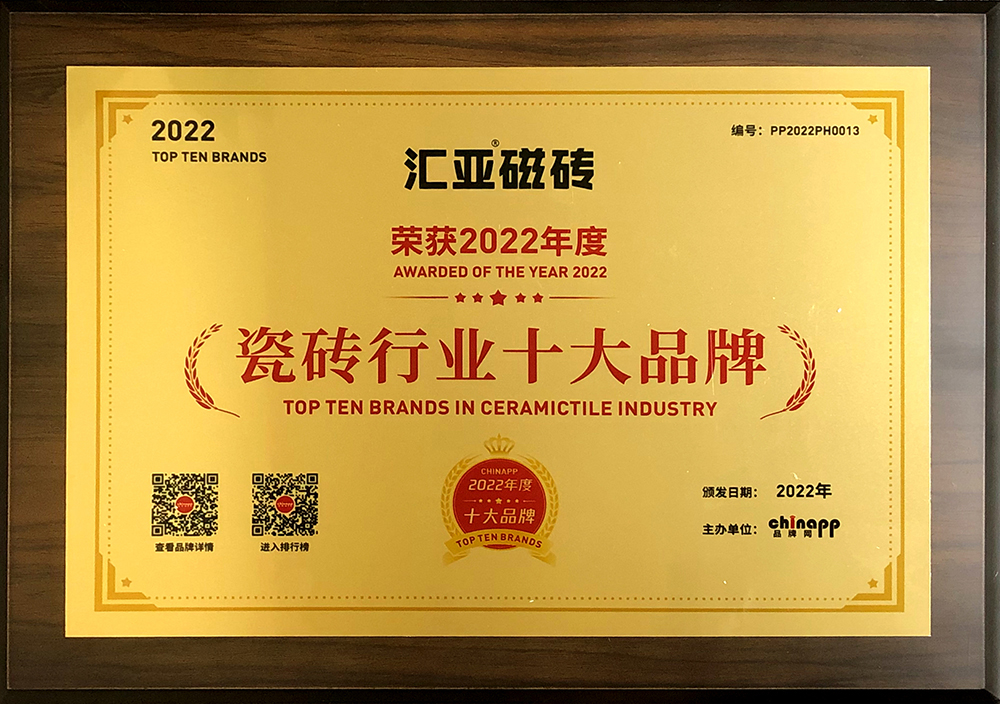 2022
TOP TEN BRANDS
编号：PP2022PH0013
汇亚磁砖®
荣获2022年度
AWARDED OF THE YEAR 2022
瓷砖行业十大品牌
TOP TEN BRANDS IN CERAMICTILE INDUSTRY
查看品牌详情
进入排行榜
CHINAPP
2022年度
十大品牌
TOP TEN BRANDS
颁发日期： 2022年
主办单位： chinapp
品牌网